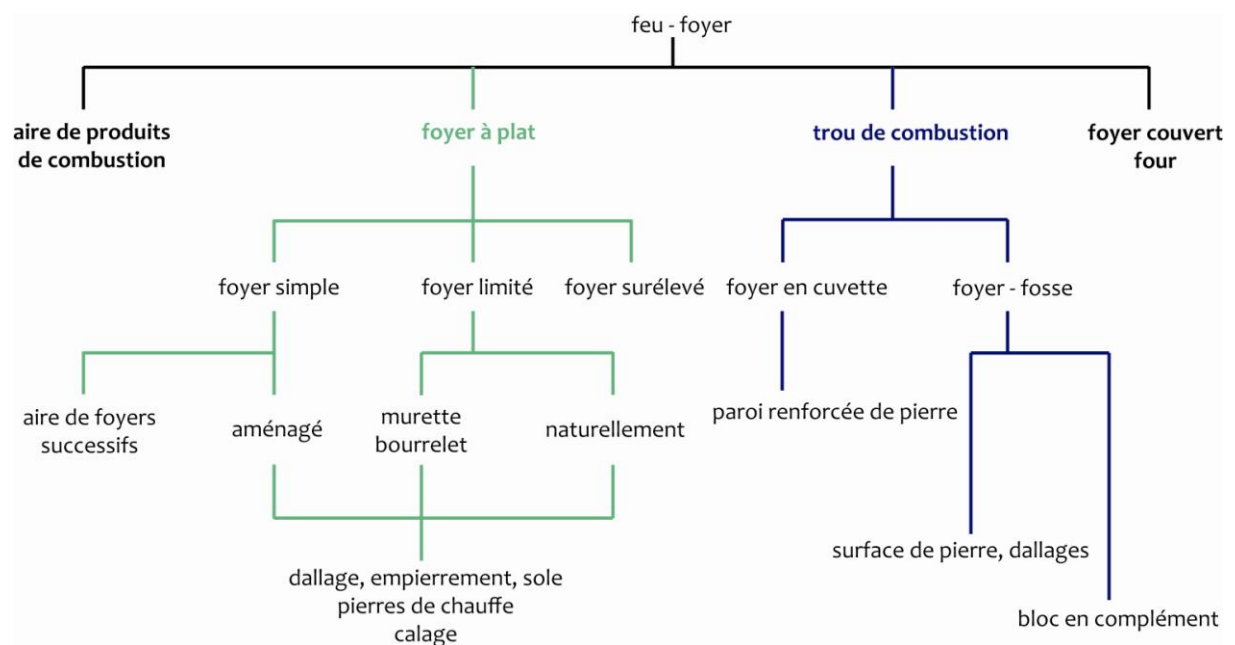 feu - foyer
aire de produits
de combustion
foyer à plat
trou de combustion
foyer couvert
four
foyer simple
foyer limité
foyer surélevé
foyer en cuvette
foyer - fosse
aire de foyers
successifs
aménagé
murette
bourrelet
naturellement
paroi renforcée de pierre
surface de pierre, dallages
dallage, empierrement, sole
pierres de chauffe
calage
bloc en complément